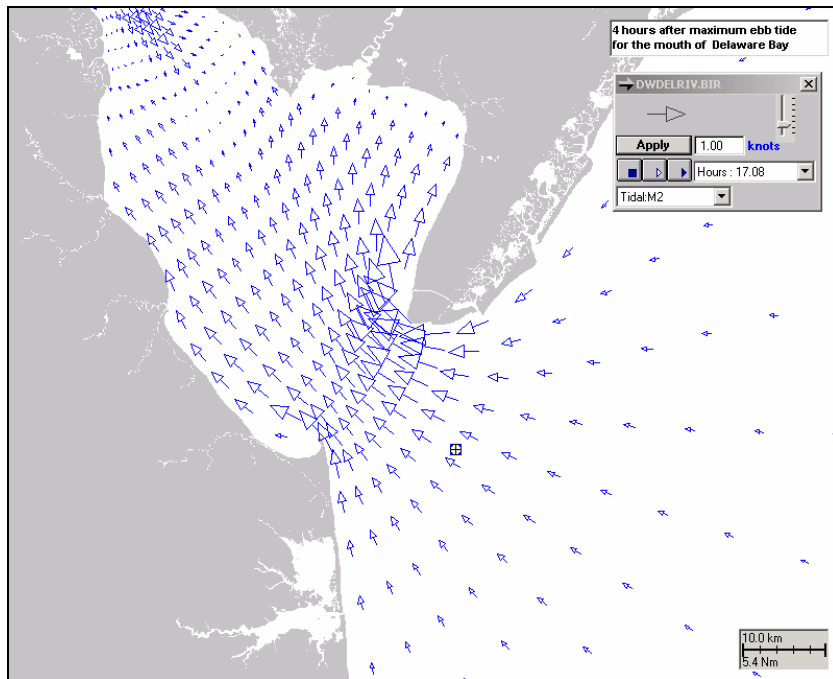 4 hours after maximum ebb tide
for the mouth of Delaware Bay
DWDELRIV.BIR
Apply 1.00 knots
Hours : 17.08
Tidal:M2
10.0 km
5.4 Nm